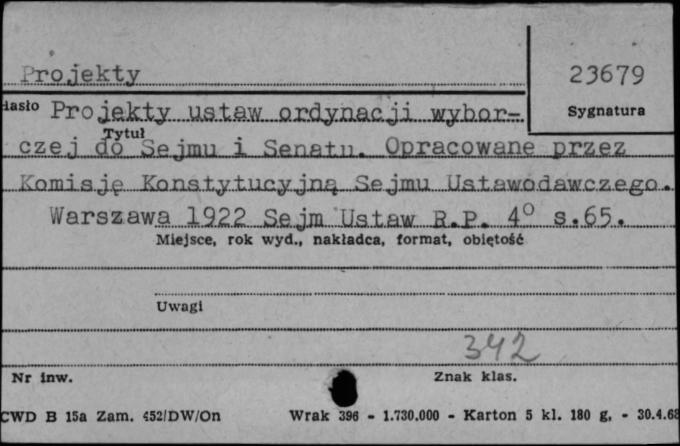 Projekty
23679
Hasło
Sygnatura
Projekty ustaw ordynacji wybor-
Tytuł
czej do Sejmu i Senatu. Opracowane przez
Komisję Konstytucyjną Sejmu Ustawodawczego.
Warszawa 1922 Sejm Ustaw R.P. 4° s.65.
Miejsce, rok wyd., nakładca, format, obiętość
Uwagi
342
Nr inw.
Znak klas.
CWD B 15a Zam. 452/DW/On Wrak 396 - 1.730.000 - Karton 5 kl. 180 g. - 30.4.68